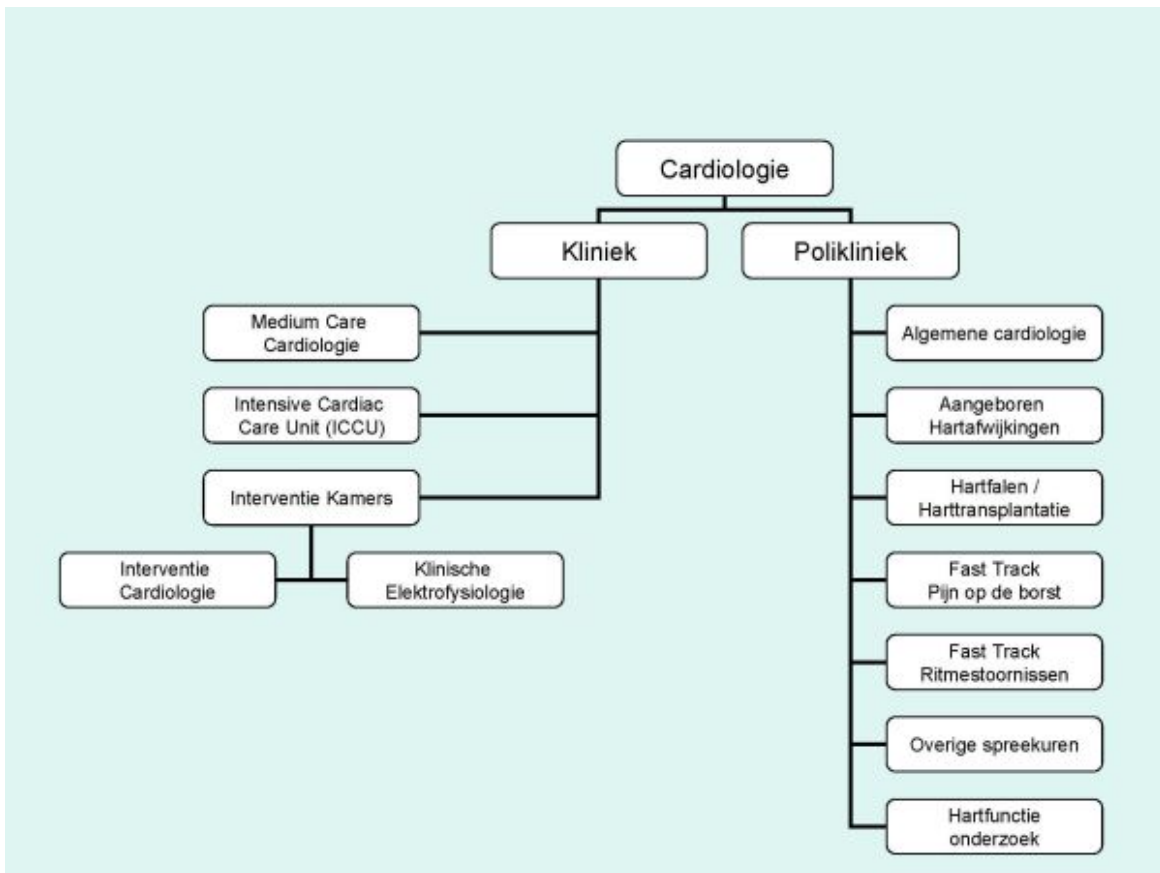 Cardiologie
Kliniek
Polikliniek
Medium Care
Cardiologie
Intensive Cardiac
Care Unit (ICCU)
Interventie Kamers
Interventie
Cardiologie
Klinische
Elektrofysiologie
Algemene cardiologie
Aangeboren
Hartafwijkingen
Hartfalen /
Harttransplantatie
Fast Track
Pijn op de borst
Fast Track
Ritmestoornissen
Overige spreekuren
Hartfunctie
onderzoek